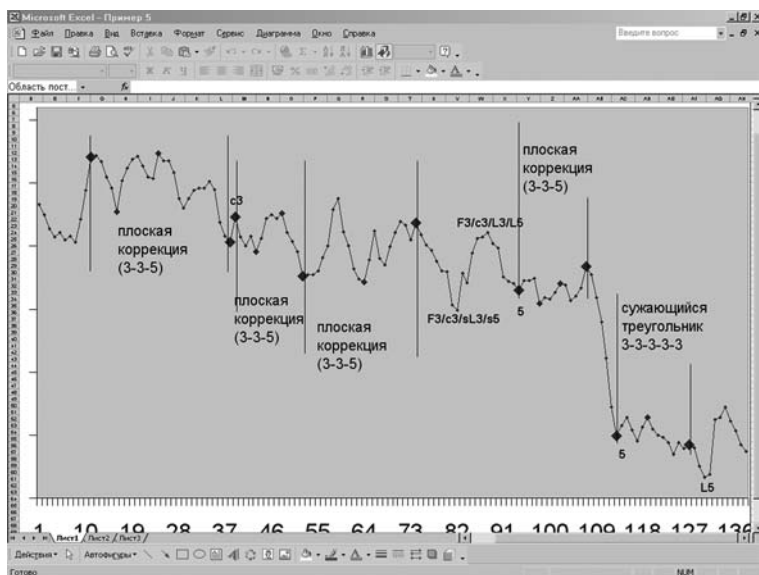 Microsoft Excel - Пример 5
Файл Правка Вид Вставка Формат Сервис Диаграмма Окно Справка
Введите вопрос
Область пост...
fx
c3
плоская
коррекция
(3-3-5)
плоская
коррекция
(3-3-5)
плоская
коррекция
(3-3-5)
F3/c3/L3/L5
F3/c3/sL3/s5
5
плоская
коррекция
(3-3-5)
сужающийся
треугольник
3-3-3-3-3
5
L5
1 10 19 28 37 46 55 64 73 82 91 100 109 118 127 136
Лист1 Лист2 Лист3
Действия Автофигуры
Готово
NUM